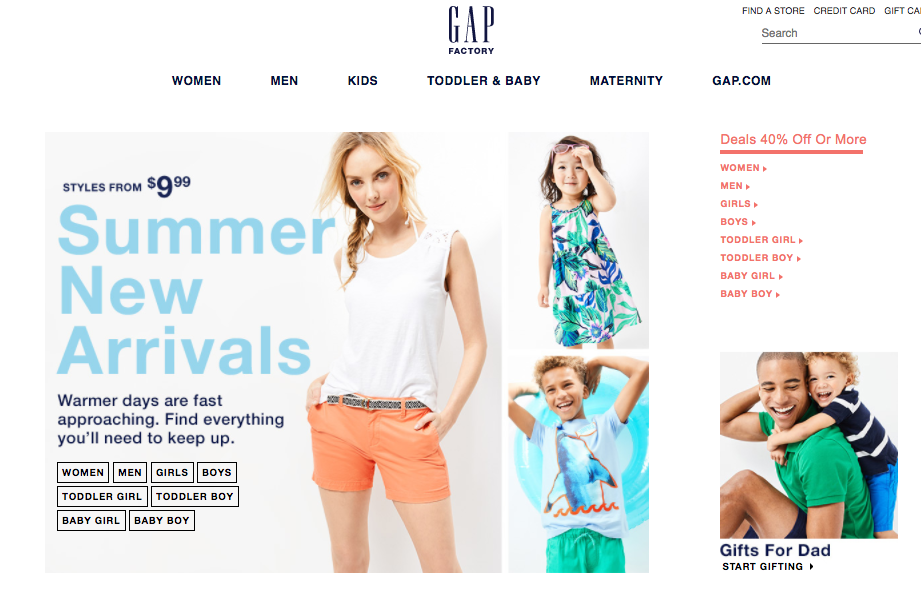 FIND A STORE CREDIT CARD GIFT
GAP
FACTORY
Search
WOMEN MEN KIDS TODDLER & BABY MATERNITY GAP.COM
STYLES FROM $9.99
Summer
New
Arrivals
Warmer days are fast
approaching. Find everything
you'll need to keep up.
WOMEN MEN GIRLS BOYS
TODDLER GIRL TODDLER BOY
BABY GIRL BABY BOY
Deals 40% Off Or More
WOMEN
MEN
GIRLS
BOYS
TODDLER GIRL
TODDLER BOY
BABY GIRL
BABY BOY
Gifts For Dad
START GIFTING